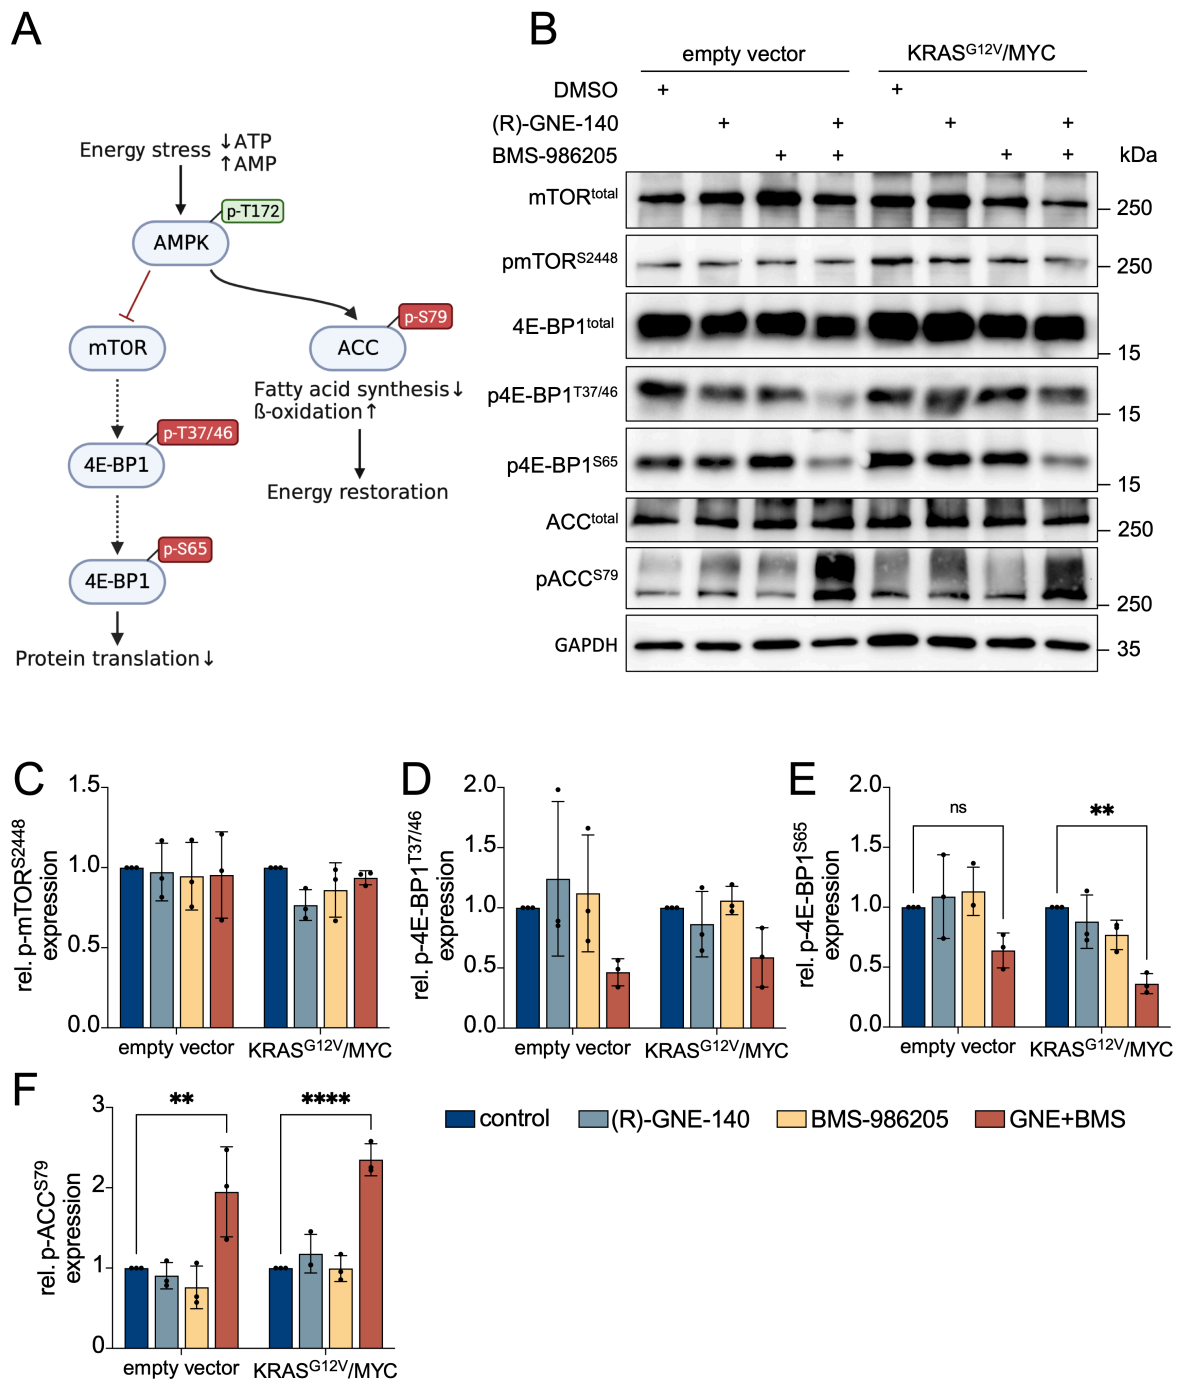 A
Energy stress ↓ATP
↑AMP
p-T172
AMPK
p-S79
mTOR
ACC
Fatty acid synthesis↓
ß-oxidation↑
p-T37/46
4E-BP1
Energy restoration
p-S65
4E-BP1
Protein translation↓
B
empty vector KRASG12V/MYC
DMSO + +
(R)-GNE-140 + + + +
BMS-986205 + + + + kDa
mTORtotal 250
pmTORS2448 250
4E-BP1total 15
p4E-BP1T37/46 15
p4E-BP1S65 15
ACCtotal 250
pACCS79 250
GAPDH 35
C
rel. p-mTORS2448
expression
1.5
1.0
0.5
0.0
empty vector KRASG12V/MYC
D
rel. p-4E-BP1T37/46
expression
2.0
1.5
1.0
0.5
0.0
empty vector KRASG12V/MYC
E
rel. p-4E-BP1S65
expression
2.0
1.5
1.0
0.5
0.0
ns **
empty vector KRASG12V/MYC
F
rel. p-ACCS79
expression
3
2
1
0
** ****
empty vector KRASG12V/MYC
control (R)-GNE-140 BMS-986205 GNE+BMS